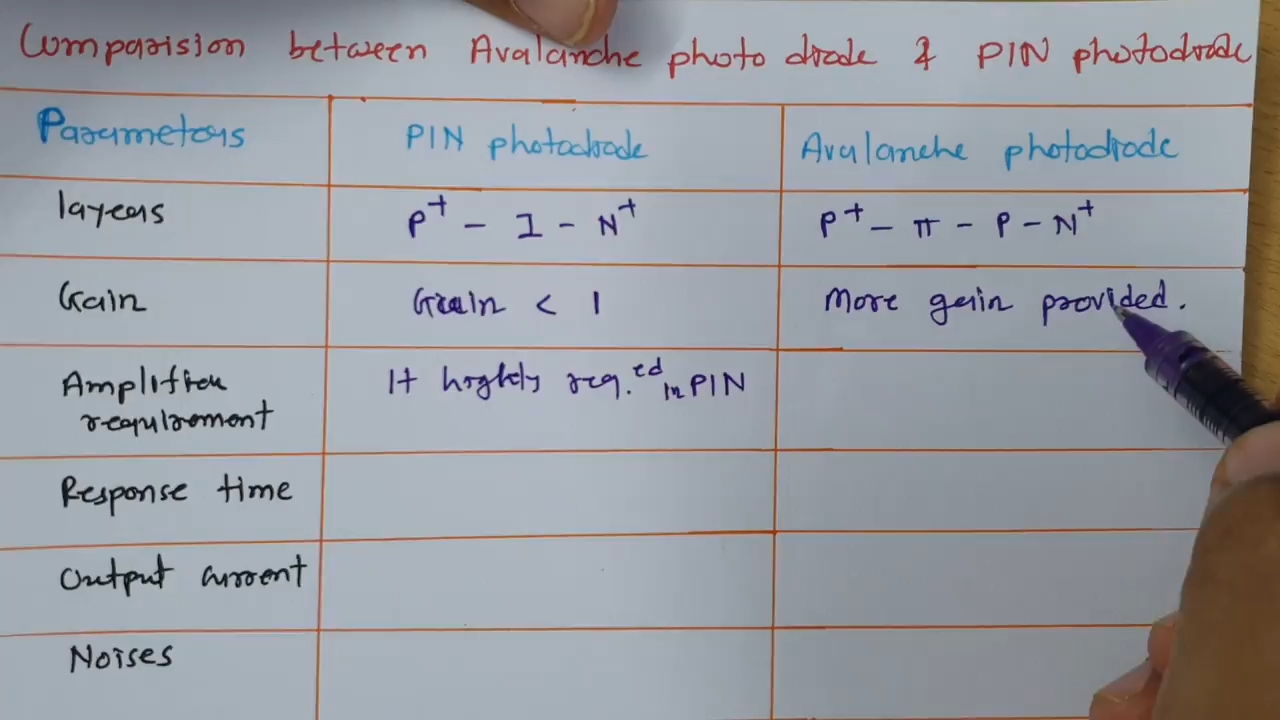 Comparision between Avalanche photo diode & PIN photodiode
Parameters PIN photodiode Avalanche photodiode
layers P+ - I - N+ P+ - π - P - N+
Gain Gain < 1 More gain provided.
Amplifier requirement It highly req.ed in PIN
Response time
Output current
Noises